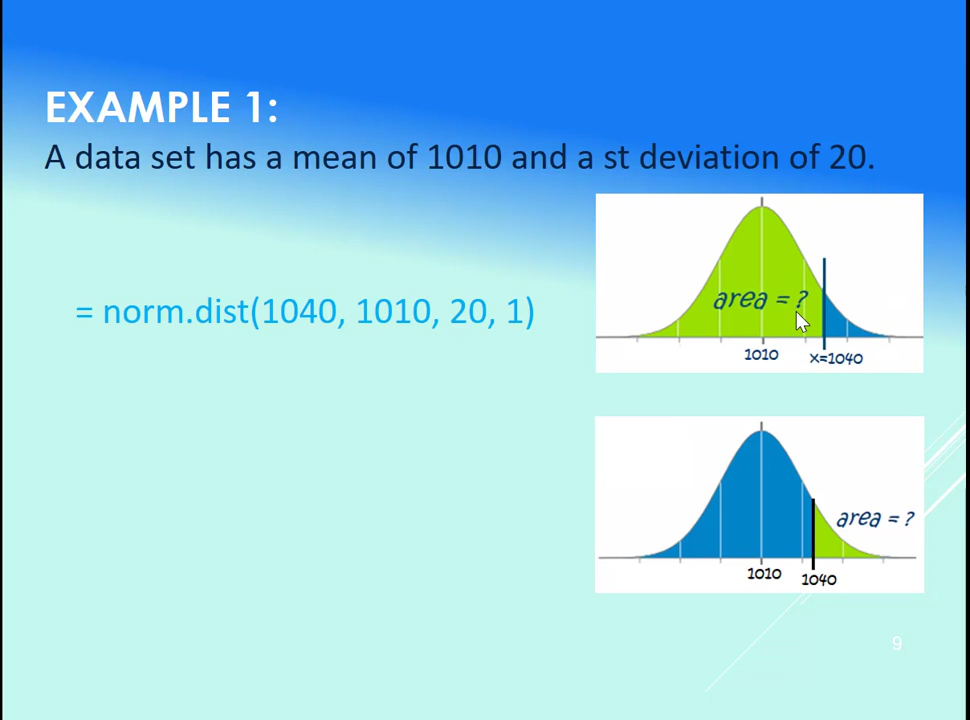 EXAMPLE 1:
A data set has a mean of 1010 and a st deviation of 20.
= norm.dist(1040, 1010, 20, 1)
area = ?
1010
x=1040
area = ?
1010
1040
9